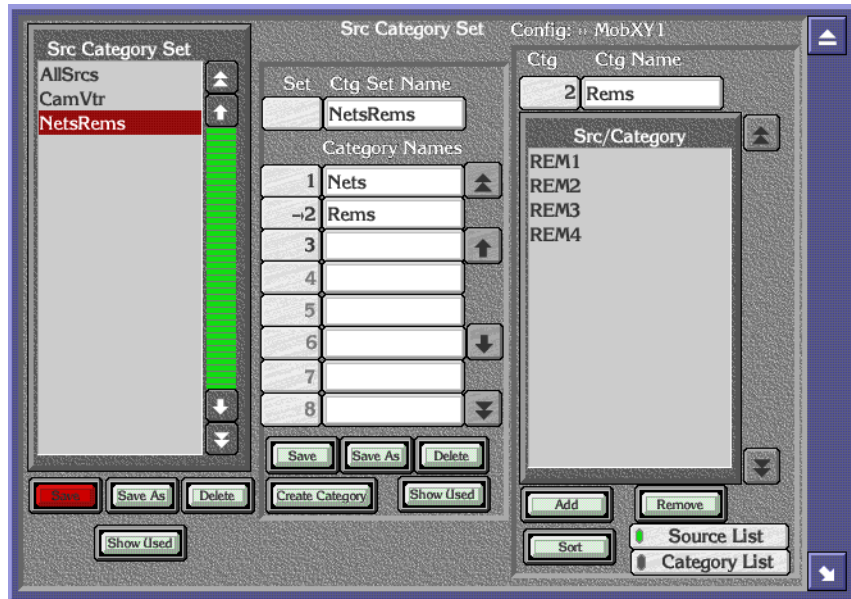 Src Category Set
Config: » MobXY1
Src Category Set
AllSrcs
CamVtr
NetsRems
Save
Save As
Delete
Show Used
Set
Ctg Set Name
NetsRems
Category Names
1 Nets
→2 Rems
3
4
5
6
7
8
Save
Save As
Delete
Create Category
Show Used
Ctg
Ctg Name
2 Rems
Src/Category
REM1
REM2
REM3
REM4
Add
Remove
Sort
Source List
Category List